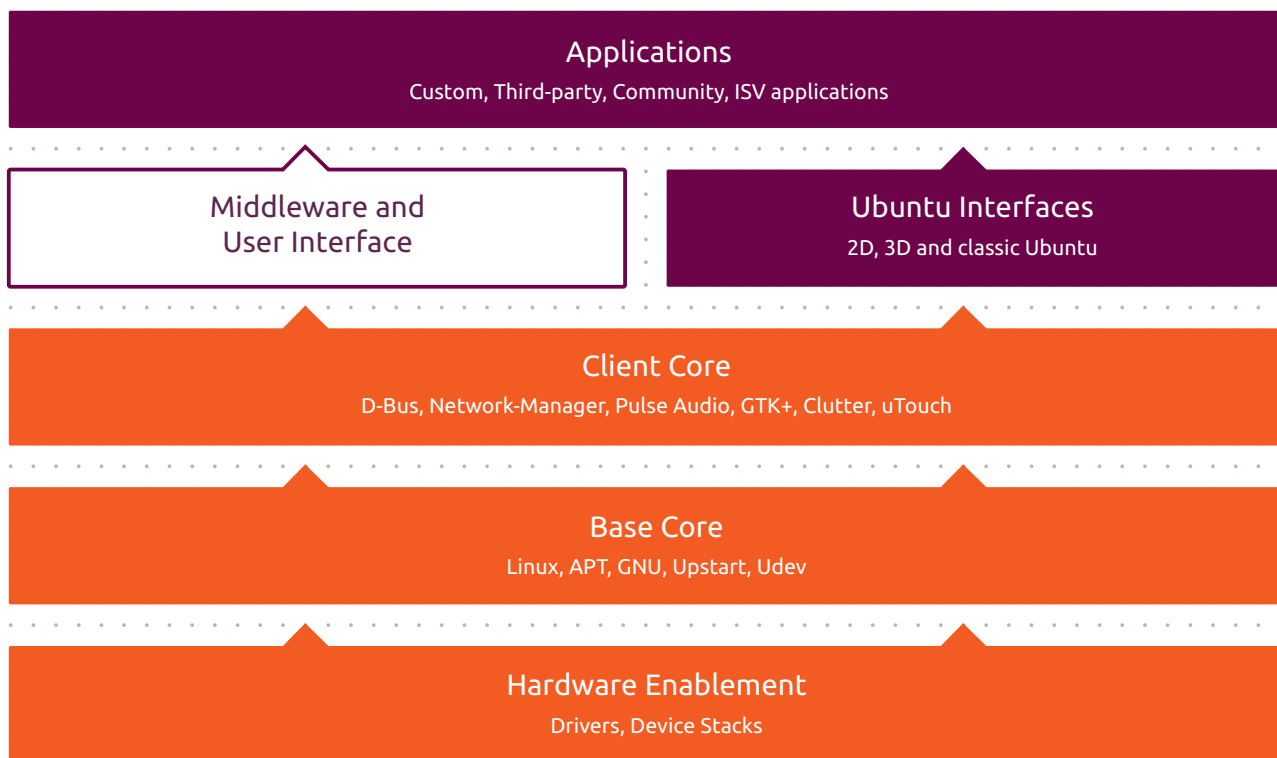 Applications
Custom, Third-party, Community, ISV applications
Middleware and
User Interface
Ubuntu Interfaces
2D, 3D and classic Ubuntu
Client Core
D-Bus, Network-Manager, Pulse Audio, GTK+, Clutter, uTouch
Base Core
Linux, APT, GNU, Upstart, Udev
Hardware Enablement
Drivers, Device Stacks